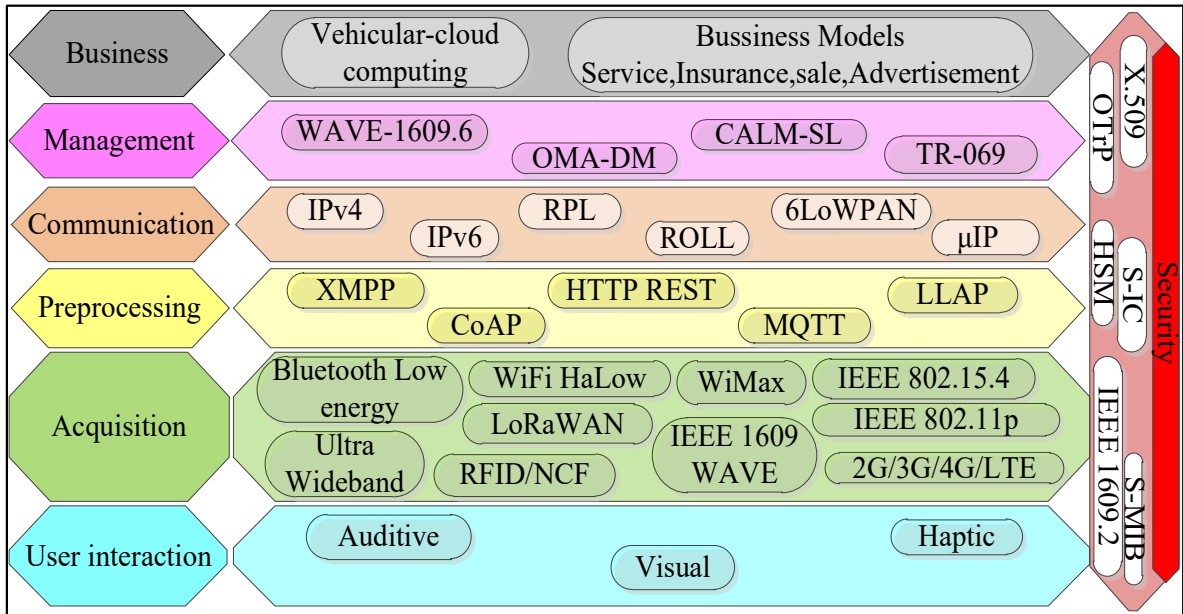 Business
Vehicular-cloud
computing
Bussiness Models
Service,Insurance,sale,Advertisement
Management
WAVE-1609.6
OMA-DM
CALM-SL
TR-069
Communication
IPv4
IPv6
RPL
ROLL
6LoWPAN
μIP
Preprocessing
XMPP
CoAP
HTTP REST
MQTT
LLAP
Acquisition
Bluetooth Low
energy
WiFi HaLow
WiMax
IEEE 802.15.4
LoRaWAN
IEEE 802.11p
Ultra
Wideband
RFID/NCF
IEEE 1609
WAVE
2G/3G/4G/LTE
User interaction
Auditive
Visual
Haptic
Security
X.509
OTrP
S-IC
HSM
IEEE 1609.2
S-MIB